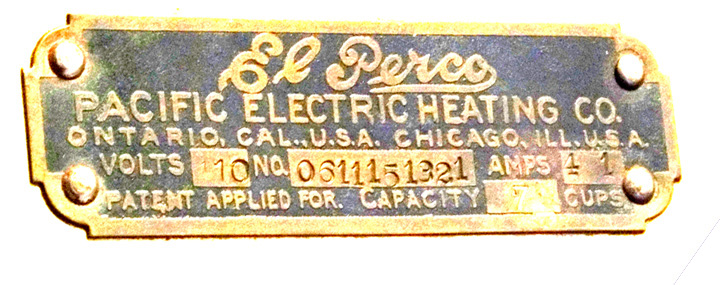 El Perco
PACIFIC ELECTRIC HEATING CO.
ONTARIO, CAL., U.S.A. CHICAGO, ILL. U.S.A.
VOLTS 110 NO. 0611151321 AMPS 4 1
PATENT APPLIED FOR. CAPACITY 7 CUPS